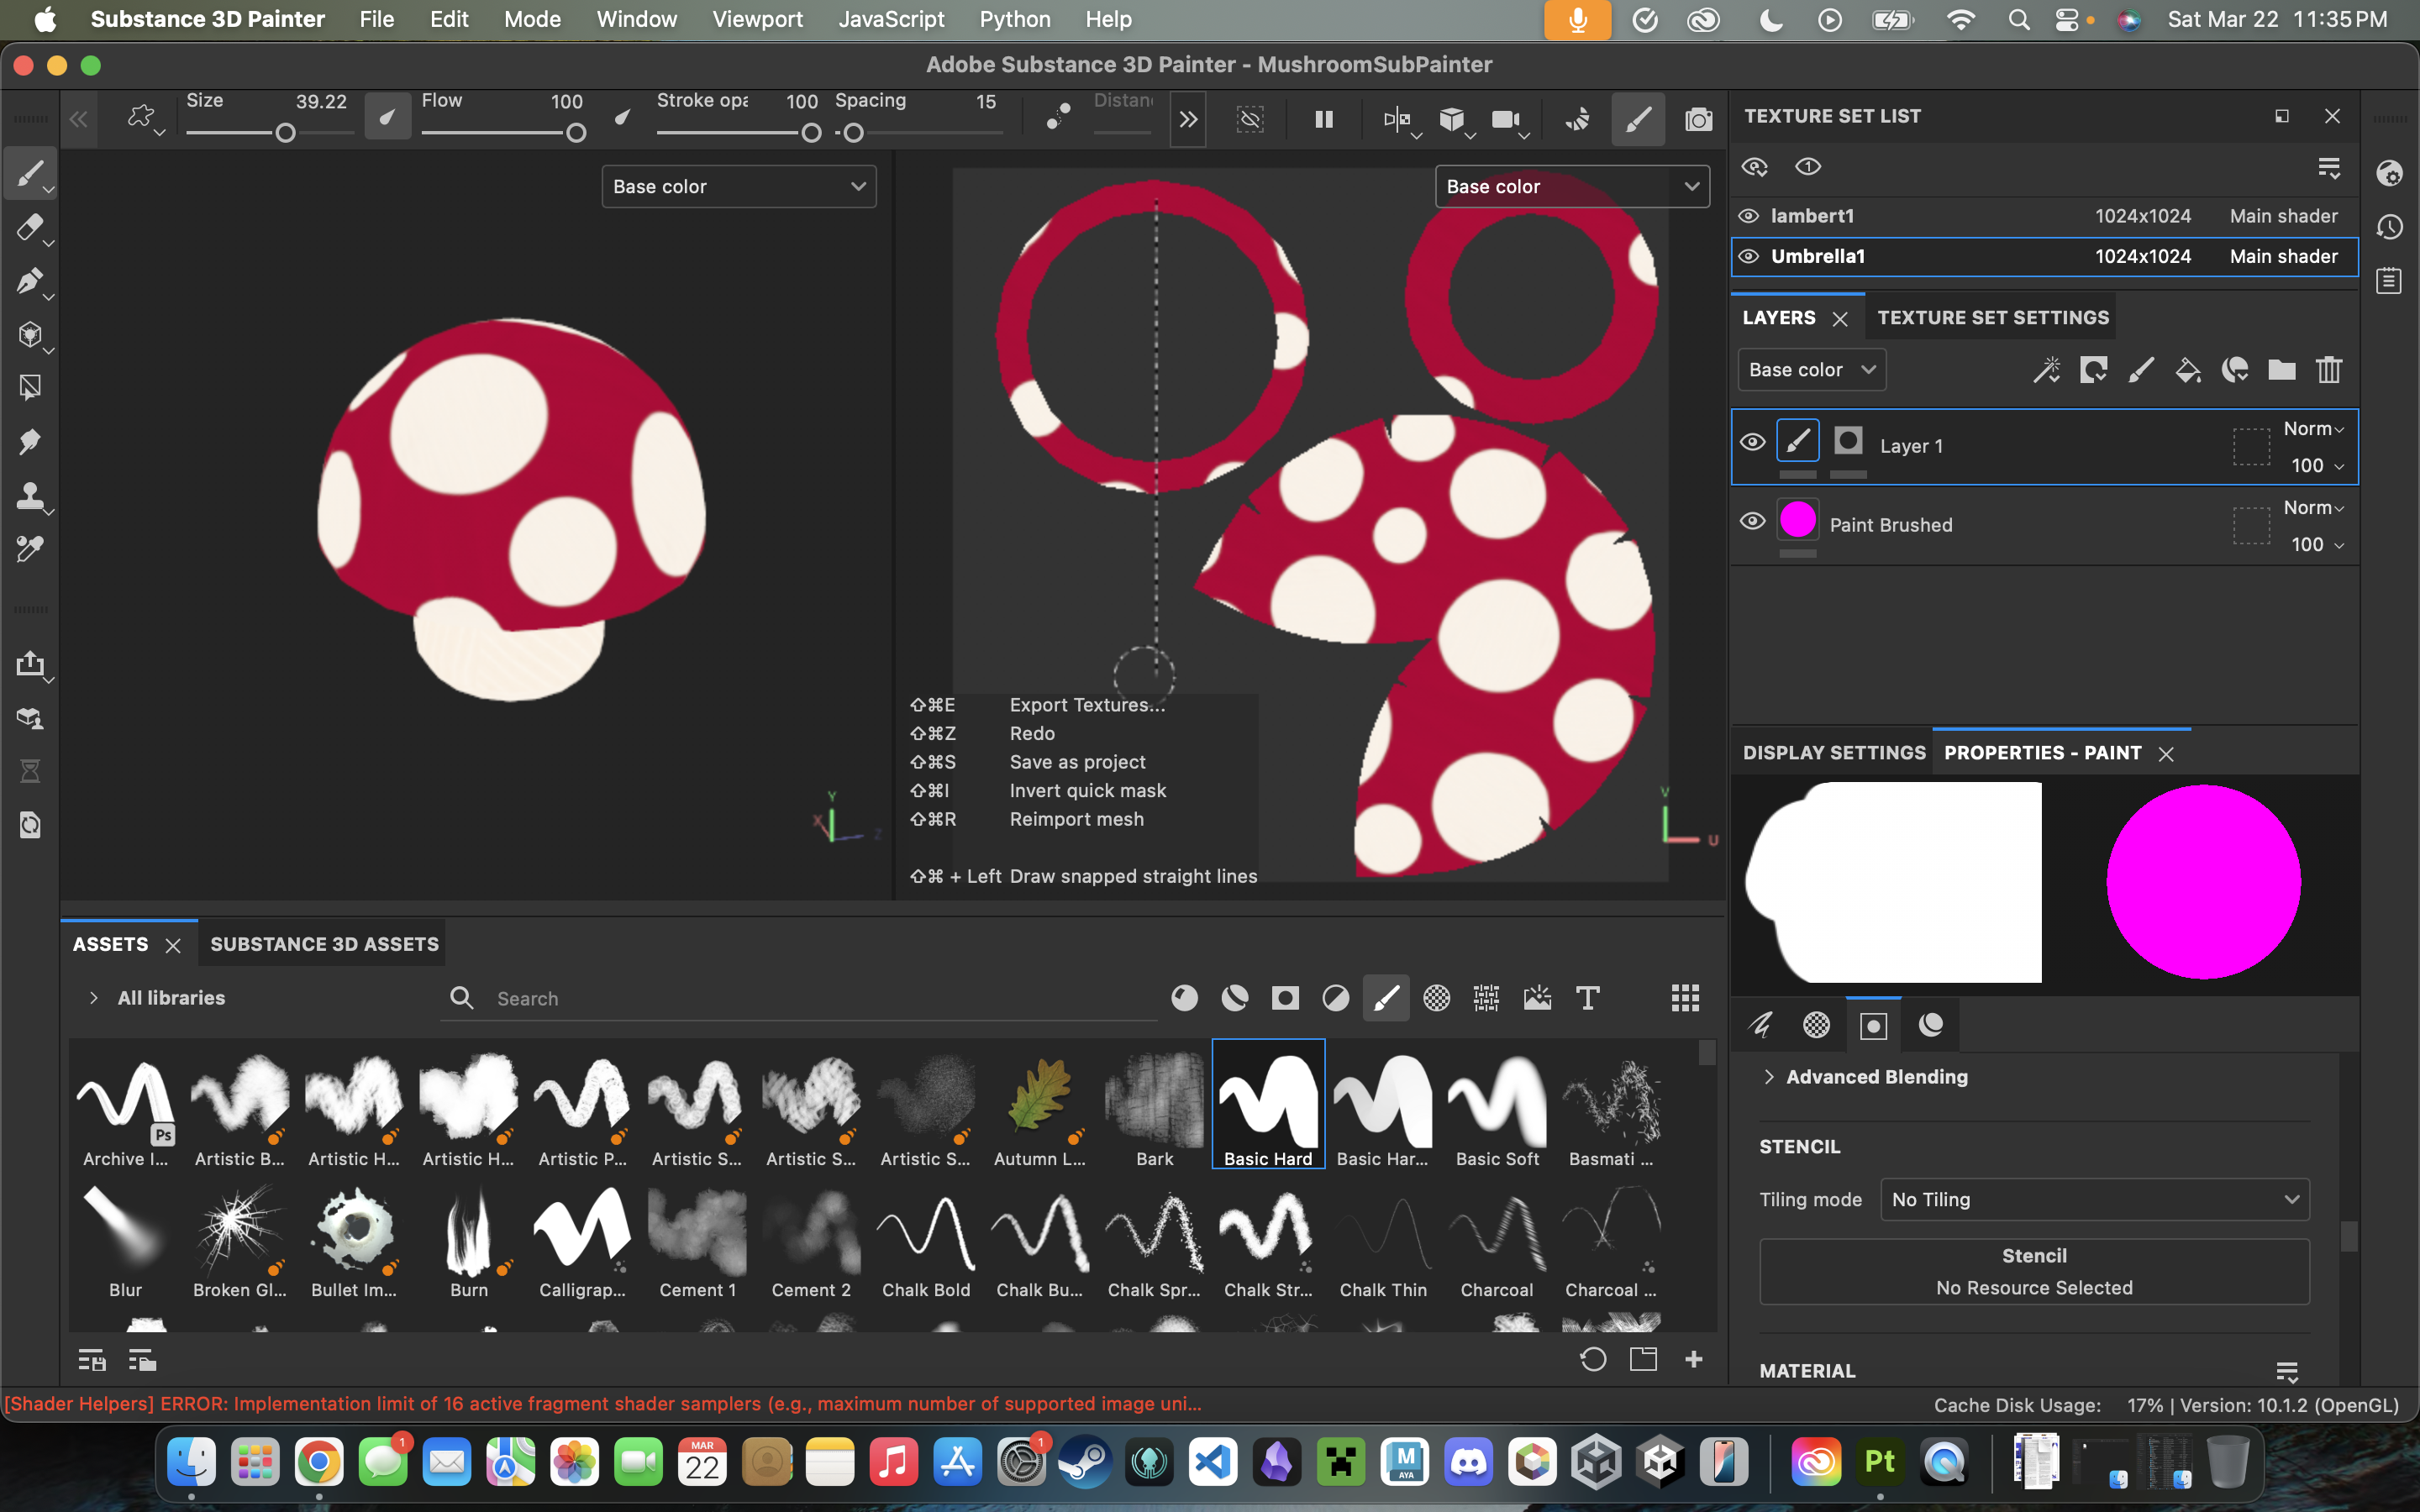 Substance 3D Painter File Edit Mode Window Viewport JavaScript Python Help Sat Mar 22 11:35 PM
Adobe Substance 3D Painter - MushroomSubPainter
Size 39.22 Flow 100 Stroke opa 100 Spacing 15 Distan
Base color
Base color
⇧⌘E Export Textures...
⇧⌘Z Redo
⇧⌘S Save as project
⇧⌘I Invert quick mask
⇧⌘R Reimport mesh
⇧⌘ + Left Draw snapped straight lines
Y
X
Z
V
U
TEXTURE SET LIST
1
lambert1 1024x1024 Main shader
Umbrella1 1024x1024 Main shader
LAYERS TEXTURE SET SETTINGS
Base color
Layer 1 Norm
100
Paint Brushed Norm
100
DISPLAY SETTINGS PROPERTIES - PAINT
Advanced Blending
STENCIL
Tiling mode No Tiling
Stencil
No Resource Selected
MATERIAL
ASSETS SUBSTANCE 3D ASSETS
All libraries Search
Ps
Archive I... Artistic B... Artistic H... Artistic H... Artistic P... Artistic S... Artistic S... Artistic S... Autumn L... Bark Basic Hard Basic Har... Basic Soft Basmati ...
Blur Broken Gl... Bullet Im... Burn Calligrap... Cement 1 Cement 2 Chalk Bold Chalk Bu... Chalk Spr... Chalk Str... Chalk Thin Charcoal Charcoal ...
[Shader Helpers] ERROR: Implementation limit of 16 active fragment shader samplers (e.g., maximum number of supported image uni...
Cache Disk Usage: 17% | Version: 10.1.2 (OpenGL)
1
MAR
22
1
M
AYA
Pt